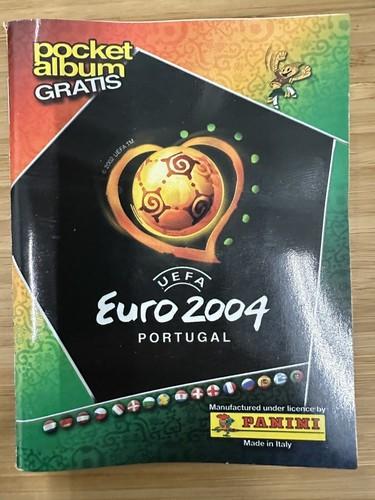 pocket
album
GRATIS
© 2002 UEFA TM
UEFA
EURO 2004
PORTUGAL
Manufactured under licence by
PANINI
Made in Italy